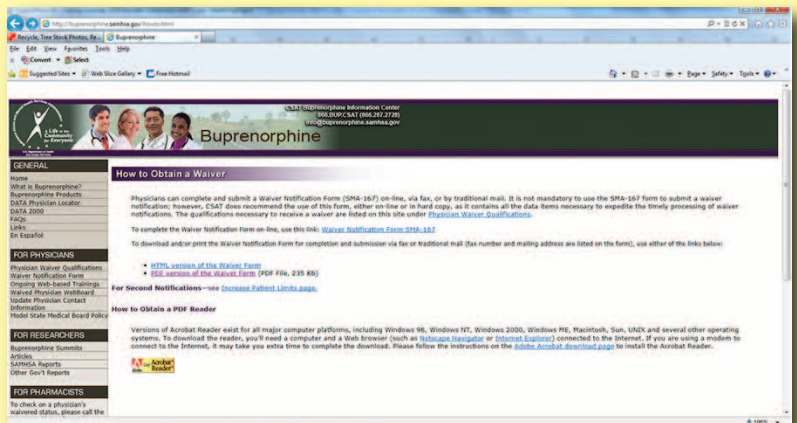 http://buprenorphine.samhsa.gov/howto.html
Recycle, Tree Stock Photos, Re...
Buprenorphine
File Edit View Favorites Tools Help
Convert Select
Suggested Sites Web Slice Gallery Free Hotmail
Page Safety Tools
CSAT Buprenorphine Information Center
866.BUP.CSAT (866.287.2728)
info@buprenorphine.samhsa.gov
A Life in the
Community
for Everyone
Buprenorphine
GENERAL
Home
What is Buprenorphine?
Buprenorphine Products
DATA Physician Locator
DATA 2000
FAQs
Links
En Español
FOR PHYSICIANS
Physician Waiver Qualifications
Waiver Notification Form
Ongoing Web-based Trainings
Waived Physician WebBoard
Update Physician Contact
Information
Model State Medical Board Policy
FOR RESEARCHERS
Buprenorphine Summits
Articles
SAMHSA Reports
Other Gov't Reports
FOR PHARMACISTS
To check on a physician's
waivered status, please call the
How to Obtain a Waiver
Physicians can complete and submit a Waiver Notification Form (SMA-167) on-line, via fax, or by traditional mail. It is not mandatory to use the SMA-167 form to submit a waiver
notification; however, CSAT does recommend the use of this form, either on-line or in hard copy, as it contains all the data items necessary to expedite the timely processing of waiver
notifications. The qualifications necessary to receive a waiver are listed on this site under Physician Waiver Qualifications.
To complete the Waiver Notification Form on-line, use this link: Waiver Notification Form SMA-167
To download and/or print the Waiver Notification Form for completion and submission via fax or traditional mail (fax number and mailing address are listed on the form), use either of the links below:
HTML version of the Waiver Form
PDF version of the Waiver Form (PDF File, 235 Kb)
For Second Notifications—see Increase Patient Limits page.
How to Obtain a PDF Reader
Versions of Acrobat Reader exist for all major computer platforms, including Windows 98, Windows NT, Windows 2000, Windows ME, Macintosh, Sun, UNIX and several other operating
systems. To download the reader, you'll need a computer and a Web browser (such as Netscape Navigator or Internet Explorer) connected to the Internet. If you are using a modem to
connect to the Internet, it may take you extra time to complete the download. Please follow the instructions on the Adobe Acrobat download page to install the Acrobat Reader.
Get Acrobat
Reader
100%